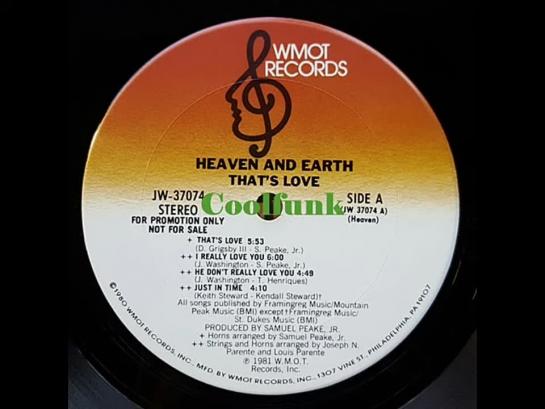 WMOT
RECORDS
HEAVEN AND EARTH
THAT'S LOVE
JW-37074
STEREO
FOR PROMOTION ONLY
NOT FOR SALE
Coolfunk
SIDE A
(JW 37074 A)
(Heaven)
+ THAT'S LOVE 5:53
(D. Grigsby III - S. Peake, Jr.)
++ I REALLY LOVE YOU 6:00
(J. Washington - S. Peake, Jr.)
++ HE DON'T REALLY LOVE YOU 4:49
(J. Washington - T. Henriques)
++ JUST IN TIME 4:10
(Keith Steward - Kendall Steward)†
All songs published by Framingreg Music/Mountain
Peak Music (BMI) except†Framingreg Music/
St. Dukes Music (BMI)
PRODUCED BY SAMUEL PEAKE, JR.
+ Horns arranged by Samuel Peake, Jr.
++ Strings and Horns arranged by Joseph N.
Parente and Louis Parente
℗ 1981 W.M.O.T.
Records, Inc.
©1980 WMOT RECORDS, INC., MFD. BY WMOT RECORDS, INC., 1307 VINE ST., PHILADELPHIA, PA 19107